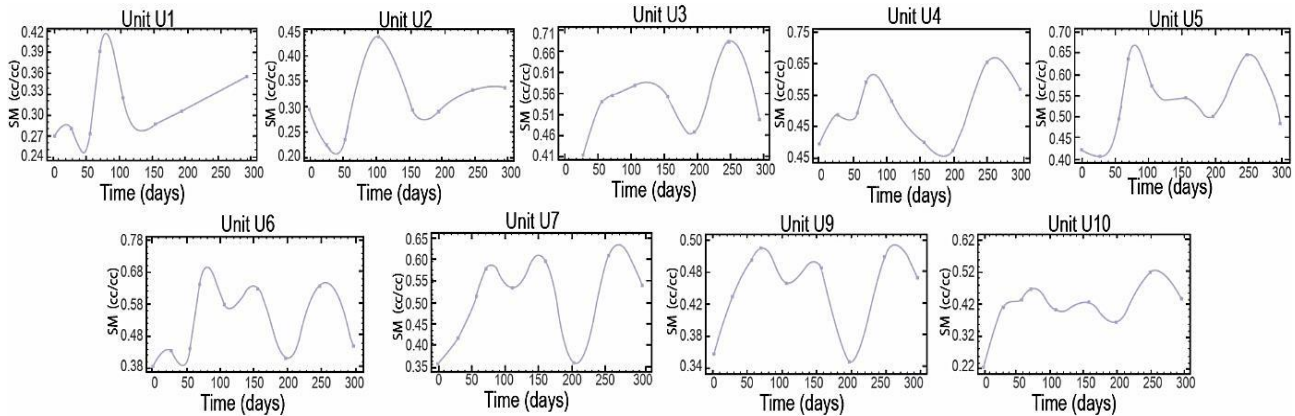 Unit U1
0.42
0.39
0.36
0.33
0.30
0.27
0.24
SM (cc/cc)
0 50 100 150 200 250 300
Time (days)
Unit U2
0.45
0.40
0.35
0.30
0.25
0.20
SM (cc/cc)
0 50 100 150 200 250 300
Time (days)
Unit U3
0.71
0.66
0.61
0.56
0.51
0.46
0.41
SM (cc/cc)
0 50 100 150 200 250 300
Time (days)
Unit U4
0.75
0.65
0.55
0.45
SM (cc/cc)
0 50 100 150 200 250 300
Time (days)
Unit U5
0.70
0.65
0.60
0.55
0.50
0.45
0.40
SM (cc/cc)
0 50 100 150 200 250 300
Time (days)
Unit U6
0.78
0.68
0.58
0.48
0.38
SM (cc/cc)
0 50 100 150 200 250 300
Time (days)
Unit U7
0.65
0.60
0.55
0.50
0.45
0.40
0.35
SM (cc/cc)
0 50 100 150 200 250 300
Time (days)
Unit U9
0.50
0.48
0.42
0.38
0.34
SM (cc/cc)
0 50 100 150 200 250 300
Time (days)
Unit U10
0.62
0.52
0.42
0.32
0.22
SM (cc/cc)
0 50 100 150 200 250 300
Time (days)